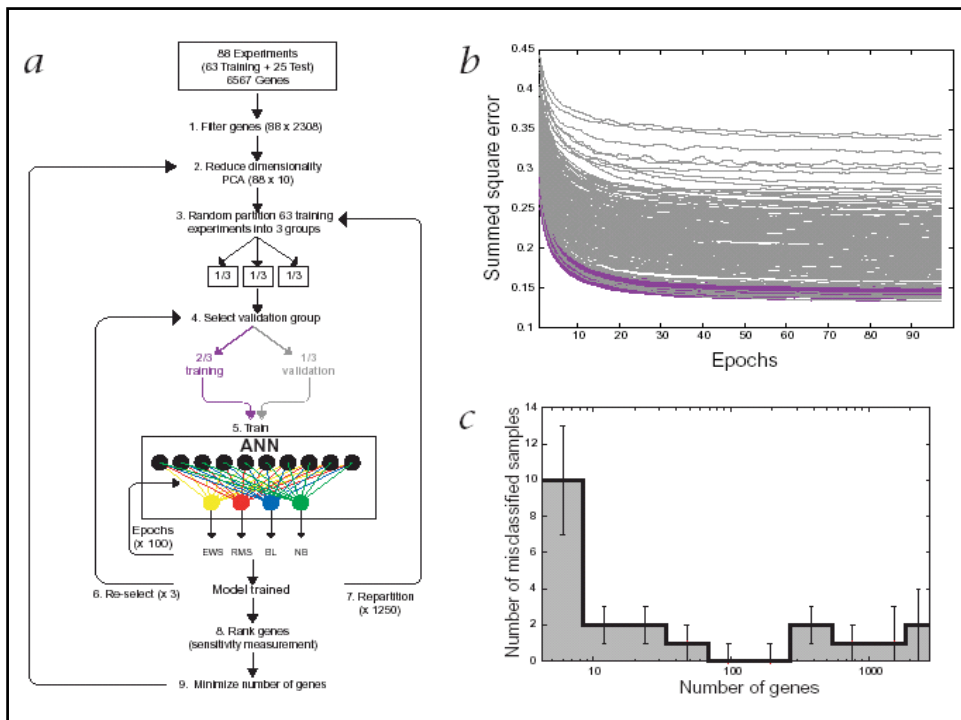 a
88 Experiments
(63 Training + 25 Test)
6567 Genes
1. Filter genes (88 x 2308)
2. Reduce dimensionality
PCA (88 x 10)
3. Random partition 63 training
experiments into 3 groups
1/3 1/3 1/3
4. Select validation group
2/3
training
1/3
validation
5. Train
ANN
Epochs
(x 100)
EWS RMS BL NB
6. Re-select (x 3)
Model trained
7. Repartition
(x 1250)
8. Rank genes
(sensitivity measurement)
9. Minimize number of genes
b
Summed square error
0.45
0.4
0.35
0.3
0.25
0.2
0.15
0.1
10 20 30 40 50 60 70 80 90
Epochs
c
Number of misclassified samples
14
12
10
8
6
4
2
0
10 100 1000
Number of genes